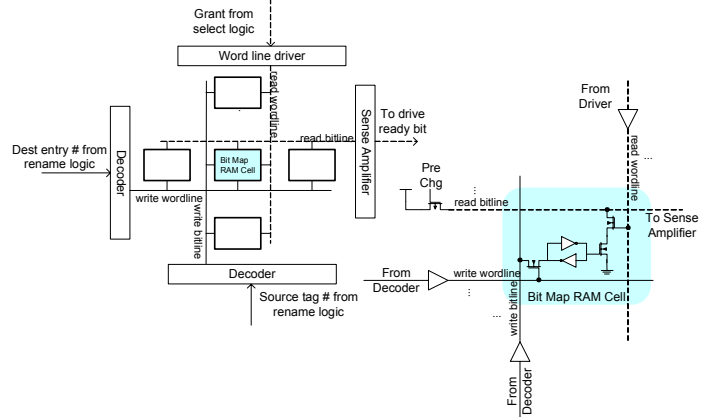 Grant from
select logic
Word line driver
read wordline
Sense Amplifier
To drive
ready bit
read bitline
Dest entry # from
rename logic
Decoder
Bit Map
RAM Cell
write wordline
write bitline
Decoder
Source tag # from
rename logic
From
Driver
read wordline
...
Pre
Chg
...
read bitline
To Sense
Amplifier
From
Decoder
write wordline
...
Bit Map RAM Cell
write bitline
...
From
Decoder